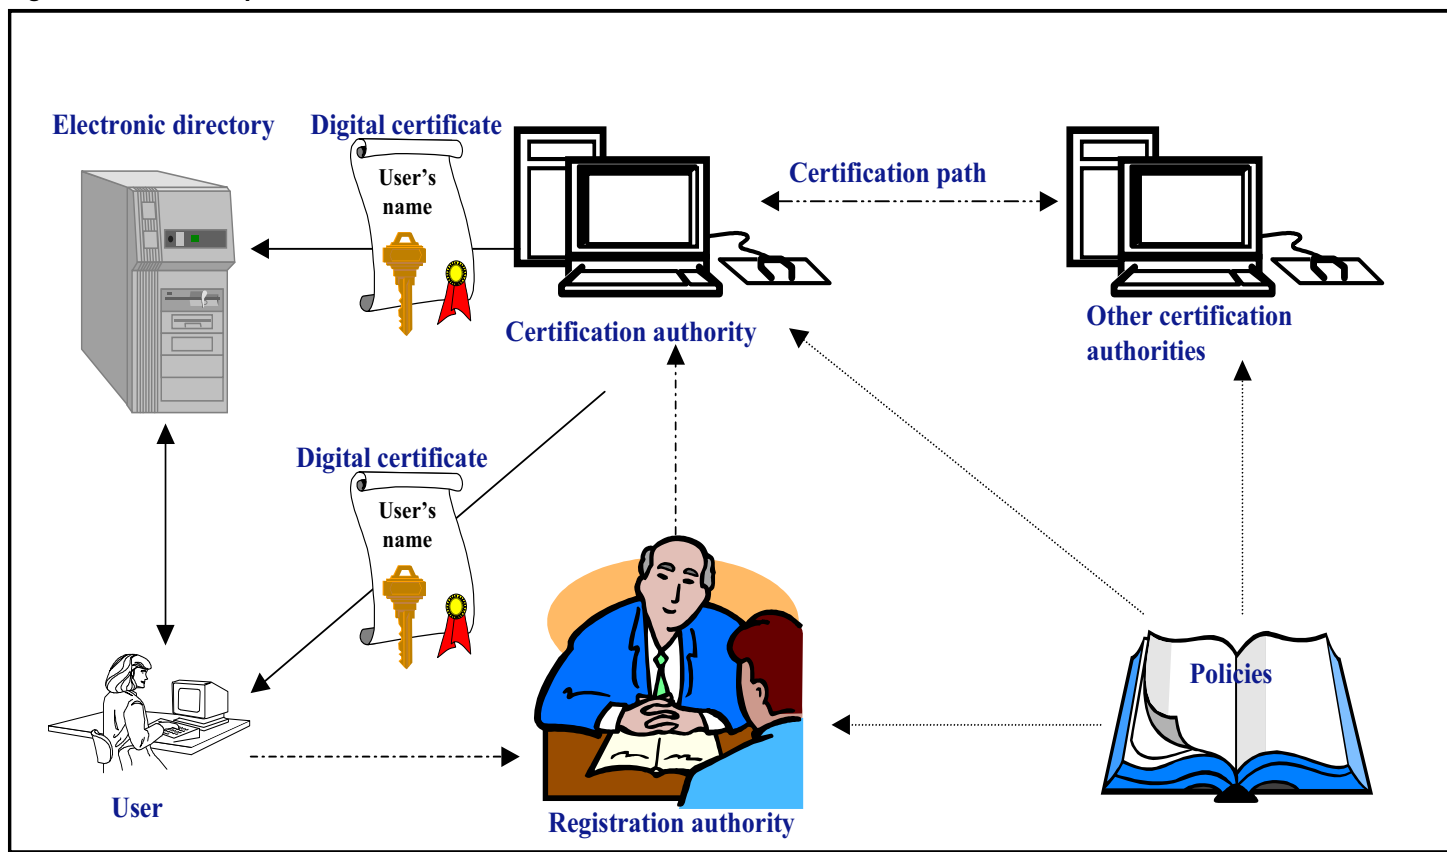 Electronic directory
Digital certificate
User's
name
Certification path
Certification authority
Other certification
authorities
Digital certificate
User's
name
Policies
User
Registration authority